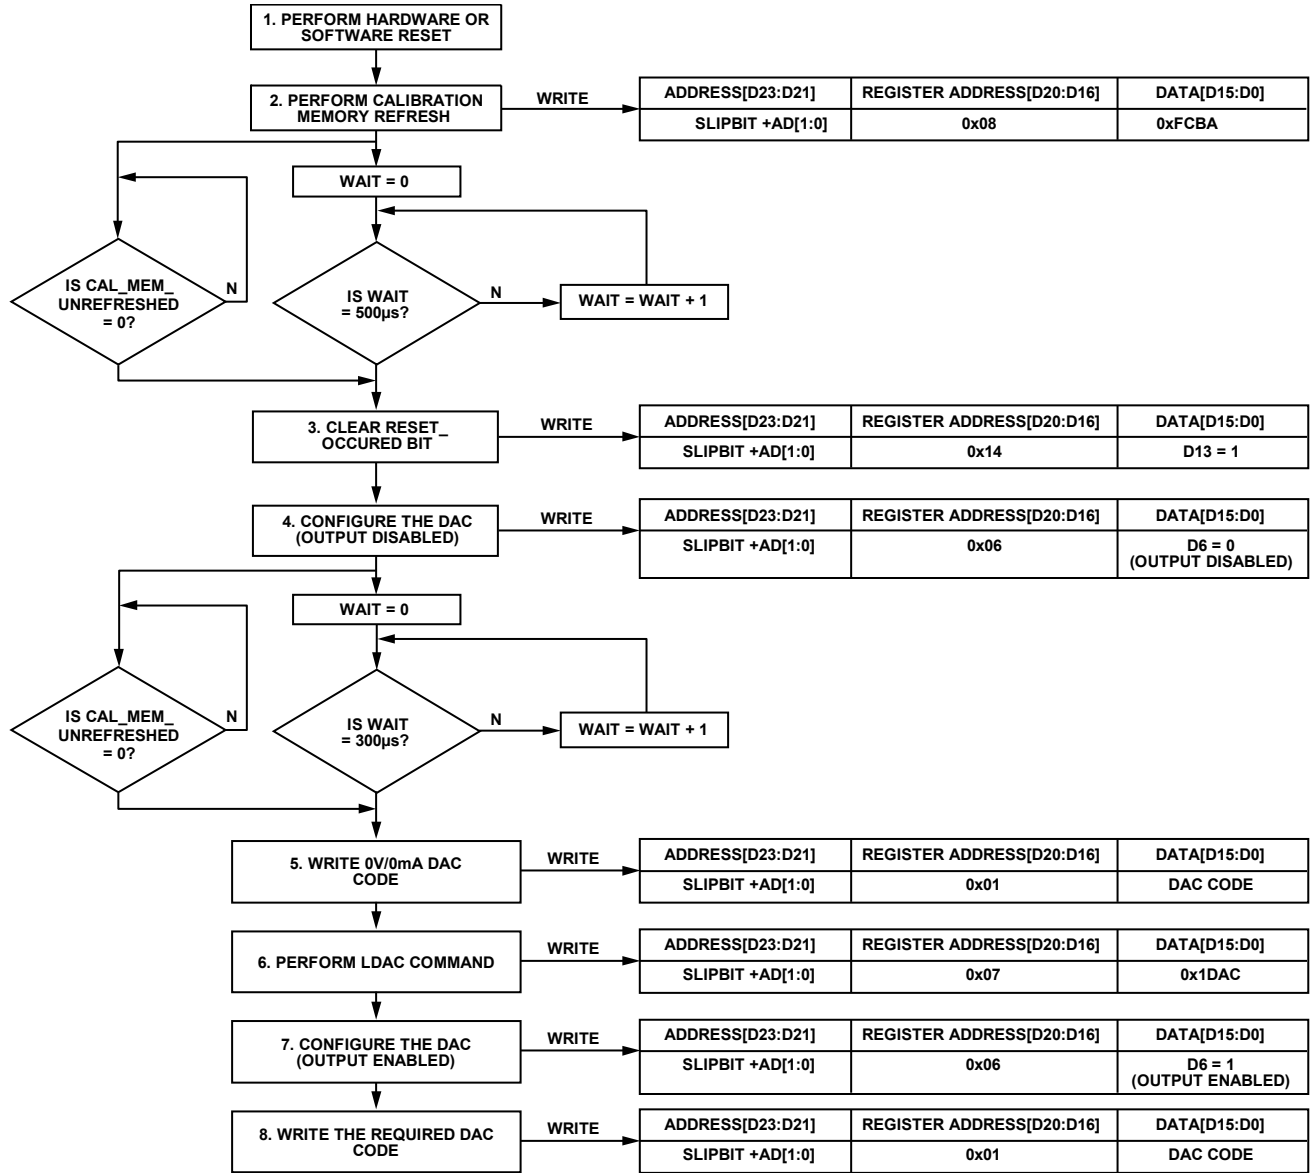 1. PERFORM HARDWARE OR
SOFTWARE RESET
2. PERFORM CALIBRATION
MEMORY REFRESH
WRITE
ADDRESS[D23:D21] REGISTER ADDRESS[D20:D16] DATA[D15:D0]
SLIPBIT +AD[1:0] 0x08 0xFCBA
WAIT = 0
IS CAL_MEM_
UNREFRESHED
= 0?
N
IS WAIT
= 500µs?
N
WAIT = WAIT + 1
3. CLEAR RESET_
OCCURED BIT
WRITE
ADDRESS[D23:D21] REGISTER ADDRESS[D20:D16] DATA[D15:D0]
SLIPBIT +AD[1:0] 0x14 D13 = 1
4. CONFIGURE THE DAC
(OUTPUT DISABLED)
WRITE
ADDRESS[D23:D21] REGISTER ADDRESS[D20:D16] DATA[D15:D0]
SLIPBIT +AD[1:0] 0x06 D6 = 0
(OUTPUT DISABLED)
WAIT = 0
IS CAL_MEM_
UNREFRESHED
= 0?
N
IS WAIT
= 300µs?
N
WAIT = WAIT + 1
5. WRITE 0V/0mA DAC
CODE
WRITE
ADDRESS[D23:D21] REGISTER ADDRESS[D20:D16] DATA[D15:D0]
SLIPBIT +AD[1:0] 0x01 DAC CODE
6. PERFORM LDAC COMMAND
WRITE
ADDRESS[D23:D21] REGISTER ADDRESS[D20:D16] DATA[D15:D0]
SLIPBIT +AD[1:0] 0x07 0x1DAC
7. CONFIGURE THE DAC
(OUTPUT ENABLED)
WRITE
ADDRESS[D23:D21] REGISTER ADDRESS[D20:D16] DATA[D15:D0]
SLIPBIT +AD[1:0] 0x06 D6 = 1
(OUTPUT ENABLED)
8. WRITE THE REQUIRED DAC
CODE
WRITE
ADDRESS[D23:D21] REGISTER ADDRESS[D20:D16] DATA[D15:D0]
SLIPBIT +AD[1:0] 0x01 DAC CODE